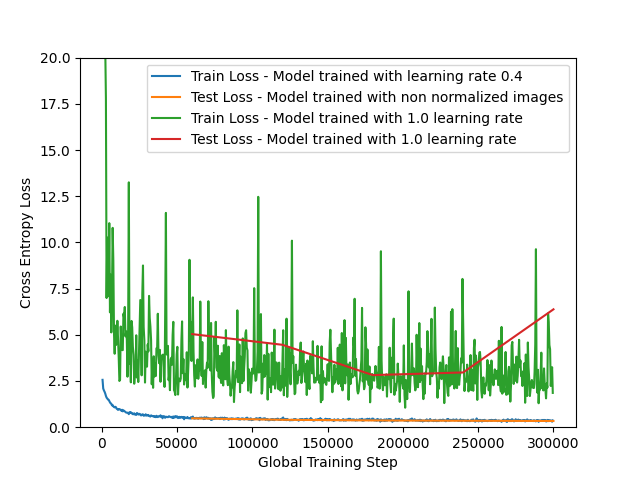 20.0
17.5
15.0
12.5
10.0
7.5
5.0
2.5
0.0
Cross Entropy Loss
Train Loss - Model trained with learning rate 0.4
Test Loss - Model trained with non normalized images
Train Loss - Model trained with 1.0 learning rate
Test Loss - Model trained with 1.0 learning rate
0 50000 100000 150000 200000 250000 300000
Global Training Step